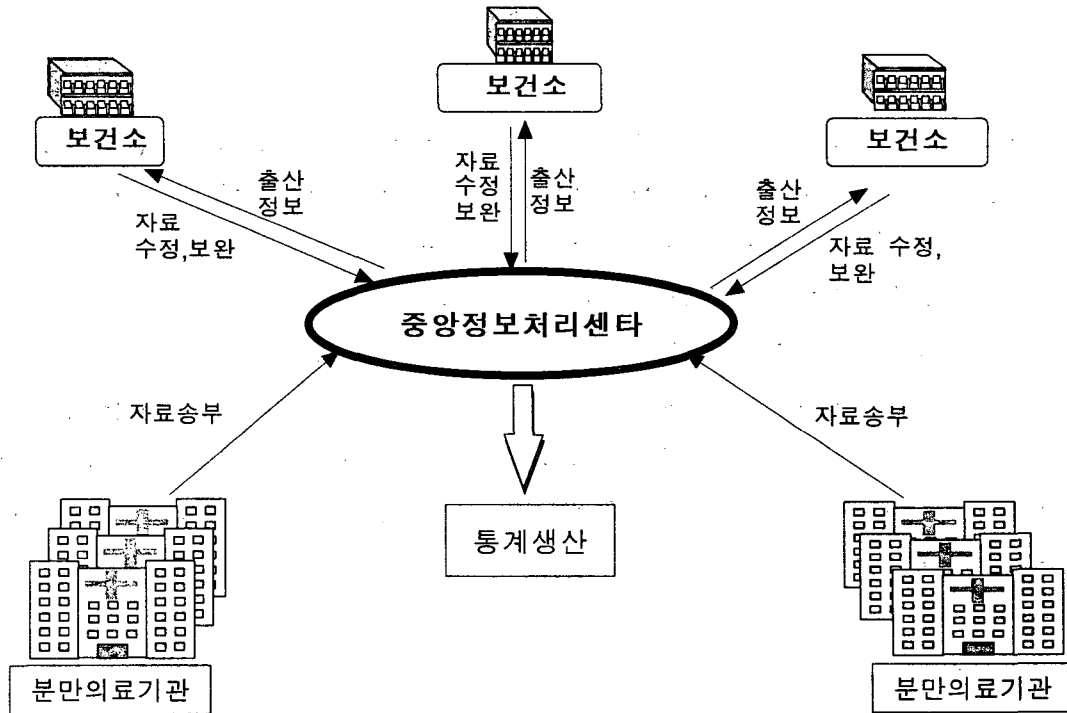 보건소
보건소
보건소
출산
정보
자료
수정,보완
자료
수정
보완
출산
정보
출산
정보
자료 수정,
보완
중앙정보처리센타
자료송부
자료송부
통계생산
분만의료기관
분만의료기관